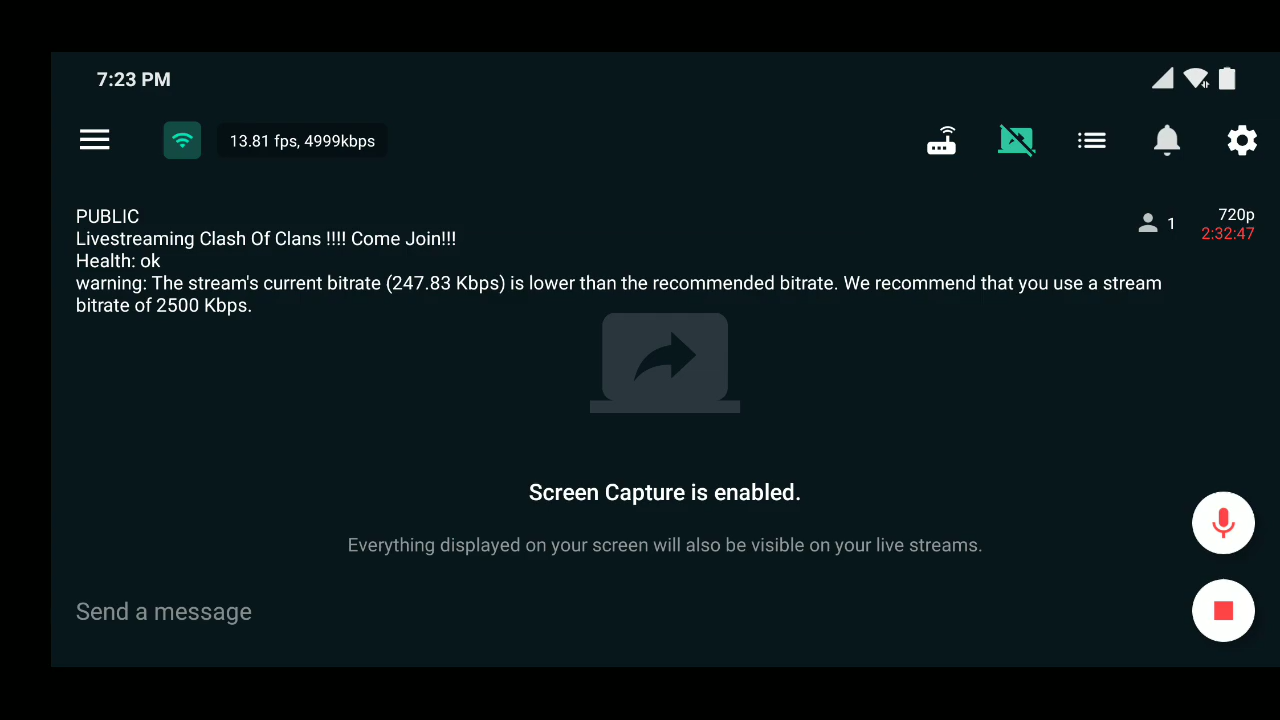 7:23 PM
13.81 fps, 4999kbps
PUBLIC
Livestreaming Clash Of Clans !!!! Come Join!!!
Health: ok
warning: The stream's current bitrate (247.83 Kbps) is lower than the recommended bitrate. We recommend that you use a stream
bitrate of 2500 Kbps.
1
720p
2:32:47
Screen Capture is enabled.
Everything displayed on your screen will also be visible on your live streams.
Send a message